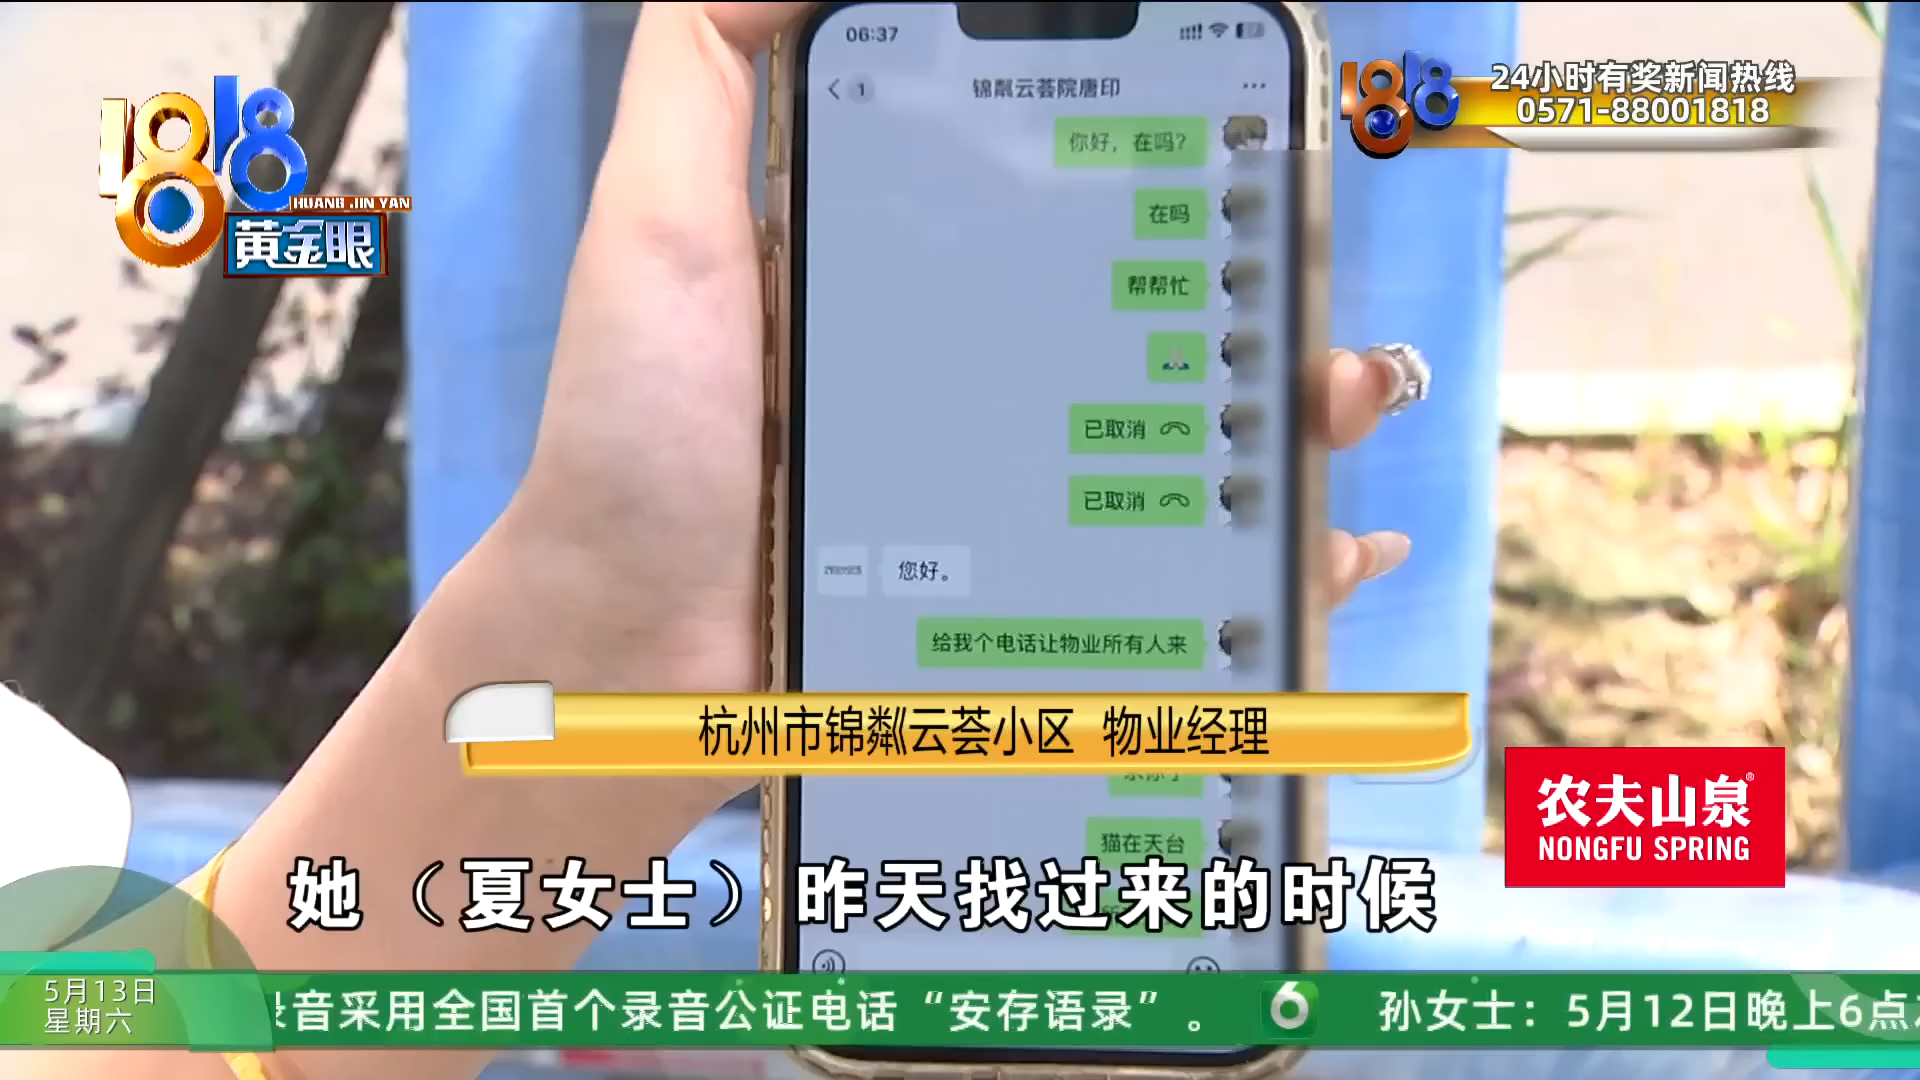 06:37
1
锦粼云荟院唐印
你好，在吗?
在吗
帮帮忙
已取消
已取消
您好。
给我个电话让物业所有人来
猫在天台
1818
HUANG JIN YAN
黄金眼
1818
24小时有奖新闻热线
0571-88001818
杭州市锦粼云荟小区 物业经理
农夫山泉®
NONGFU SPRING
她（夏女士）昨天找过来的时候
5月13日
星期六
音采用全国首个录音公证电话“安存语录”。
6
孙女士：5月12日晚上6点